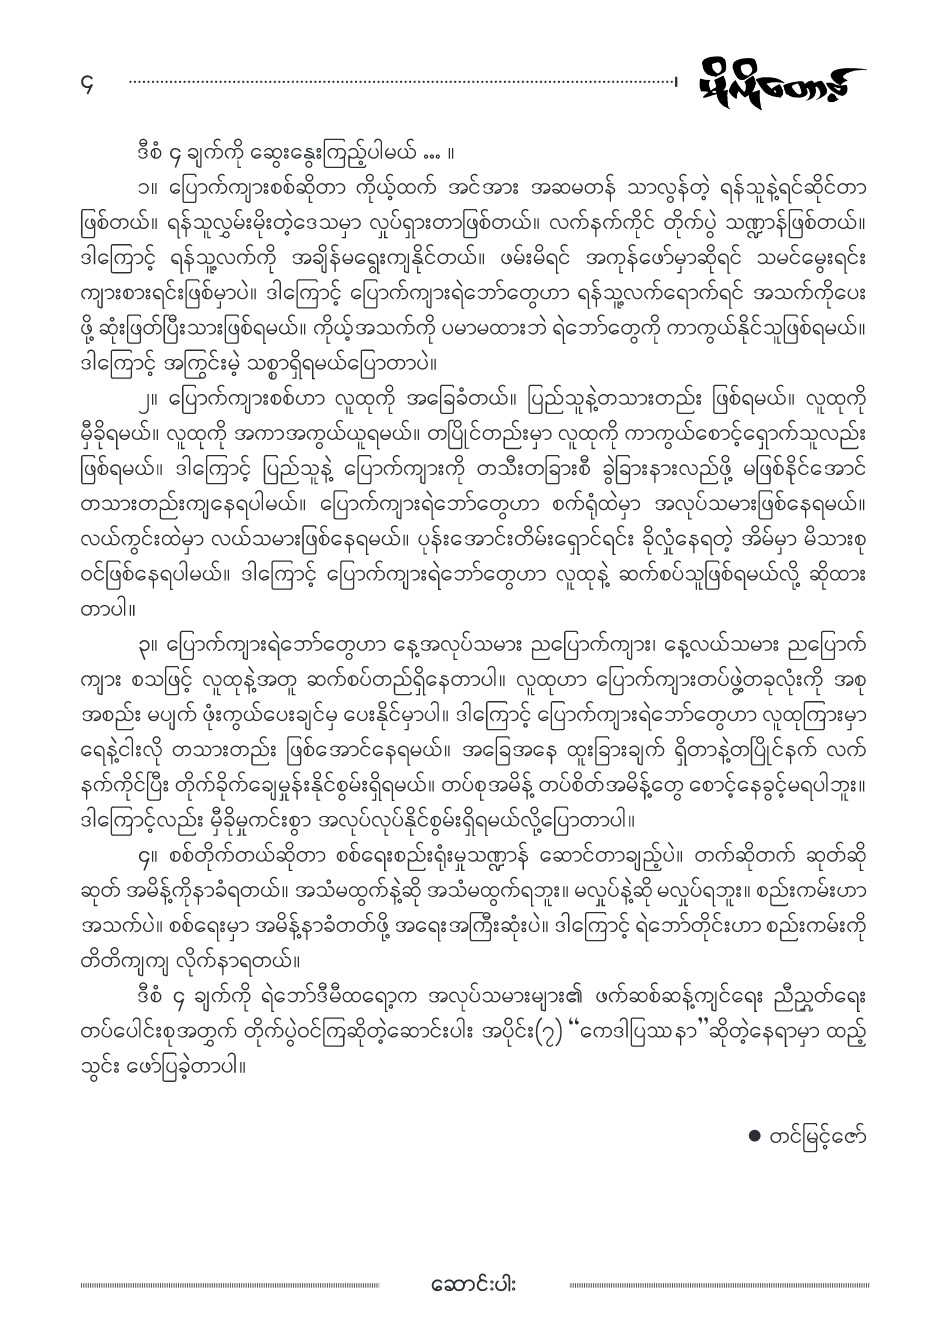 ၄
မိုလိုတောန့်
ဒီစံ ၄ ချက်ကို ဆွေးနွေးကြည့်ပါမယ် ... ။
၁။ ပြောက်ကျားစစ်ဆိုတာ ကိုယ့်ထက် အင်အား အဆမတန် သာလွန်တဲ့ ရန်သူနဲ့ရင်ဆိုင်တာ
ဖြစ်တယ်။ ရန်သူလွှမ်းမိုးတဲ့ဒေသမှာ လှုပ်ရှားတာဖြစ်တယ်။ လက်နက်ကိုင် တိုက်ပွဲ သဏ္ဌာန်ဖြစ်တယ်။
ဒါကြောင့် ရန်သူ့လက်ကို အချိန်မရွေးကျနိုင်တယ်။ ဖမ်းမိရင် အကုန်ဖော်မှာဆိုရင် သမင်မွေးရင်း
ကျားစားရင်းဖြစ်မှာပဲ။ ဒါကြောင့် ပြောက်ကျားရဲဘော်တွေဟာ ရန်သူ့လက်ရောက်ရင် အသက်ကိုပေး
ဖို့ ဆုံးဖြတ်ပြီးသားဖြစ်ရမယ်။ ကိုယ့်အသက်ကို ပမာမထားဘဲ ရဲဘော်တွေကို ကာကွယ်နိုင်သူဖြစ်ရမယ်။
ဒါကြောင့် အကြွင်းမဲ့ သစ္စာရှိရမယ်ပြောတာပဲ။
၂။ ပြောက်ကျားစစ်ဟာ လူထုကို အခြေခံတယ်။ ပြည်သူနဲ့တသားတည်း ဖြစ်ရမယ်။ လူထုကို
မှီခိုရမယ်။ လူထုကို အကာအကွယ်ယူရမယ်။ တပြိုင်တည်းမှာ လူထုကို ကာကွယ်စောင့်ရှောက်သူလည်း
ဖြစ်ရမယ်။ ဒါကြောင့် ပြည်သူနဲ့ ပြောက်ကျားကို တသီးတခြားစီ ခွဲခြားနားလည်ဖို့ မဖြစ်နိုင်အောင်
တသားတည်းကျနေရပါမယ်။ ပြောက်ကျားရဲဘော်တွေဟာ စက်ရုံထဲမှာ အလုပ်သမားဖြစ်နေရမယ်။
လယ်ကွင်းထဲမှာ လယ်သမားဖြစ်နေရမယ်။ ပုန်းအောင်းတိမ်းရှောင်ရင်း ခိုလှုံနေရတဲ့ အိမ်မှာ မိသားစု
ဝင်ဖြစ်နေရပါမယ်။ ဒါကြောင့် ပြောက်ကျားရဲဘော်တွေဟာ လူထုနဲ့ ဆက်စပ်သူဖြစ်ရမယ်လို့ ဆိုထား
တာပါ။
၃။ ပြောက်ကျားရဲဘော်တွေဟာ နေ့အလုပ်သမား ညပြောက်ကျား၊ နေ့လယ်သမား ညပြောက်
ကျား စသဖြင့် လူထုနဲ့အတူ ဆက်စပ်တည်ရှိနေတာပါ။ လူထုဟာ ပြောက်ကျားတပ်ဖွဲ့တခုလုံးကို အစု
အစည်း မပျက် ဖုံးကွယ်ပေးချင်မှ ပေးနိုင်မှာပါ။ ဒါကြောင့် ပြောက်ကျားရဲဘော်တွေဟာ လူထုကြားမှာ
ရေနဲ့ငါးလို တသားတည်း ဖြစ်အောင်နေရမယ်။ အခြေအနေ ထူးခြားချက် ရှိတာနဲ့တပြိုင်နက် လက်
နက်ကိုင်ပြီး တိုက်ခိုက်ချေမှုန်းနိုင်စွမ်းရှိရမယ်။ တပ်စုအမိန့် တပ်စိတ်အမိန့်တွေ စောင့်နေခွင့်မရပါဘူး။
ဒါကြောင့်လည်း မှီခိုမှုကင်းစွာ အလုပ်လုပ်နိုင်စွမ်းရှိရမယ်လို့ပြောတာပါ။
၄။ စစ်တိုက်တယ်ဆိုတာ စစ်ရေးစည်းရုံးမှုသဏ္ဌာန် ဆောင်တာချည့်ပဲ။ တက်ဆိုတက် ဆုတ်ဆို
ဆုတ် အမိန့်ကိုနာခံရတယ်။ အသံမထွက်နဲ့ဆို အသံမထွက်ရဘူး။ မလှုပ်နဲ့ဆို မလှုပ်ရဘူး။ စည်းကမ်းဟာ
အသက်ပဲ။ စစ်ရေးမှာ အမိန့်နာခံတတ်ဖို့ အရေးအကြီးဆုံးပဲ။ ဒါကြောင့် ရဲဘော်တိုင်းဟာ စည်းကမ်းကို
တိတိကျကျ လိုက်နာရတယ်။
ဒီစံ ၄ ချက်ကို ရဲဘော်ဒီမီထရော့က အလုပ်သမားများ၏ ဖက်ဆစ်ဆန့်ကျင်ရေး ညီညွတ်ရေး
တပ်ပေါင်းစုအတွက် တိုက်ပွဲဝင်ကြဆိုတဲ့ဆောင်းပါး အပိုင်း(၇) “ကေဒါပြဿနာ”ဆိုတဲ့နေရာမှာ ထည့်
သွင်း ဖော်ပြခဲ့တာပါ။
● တင်မြင့်ဇော်
ဆောင်းပါး